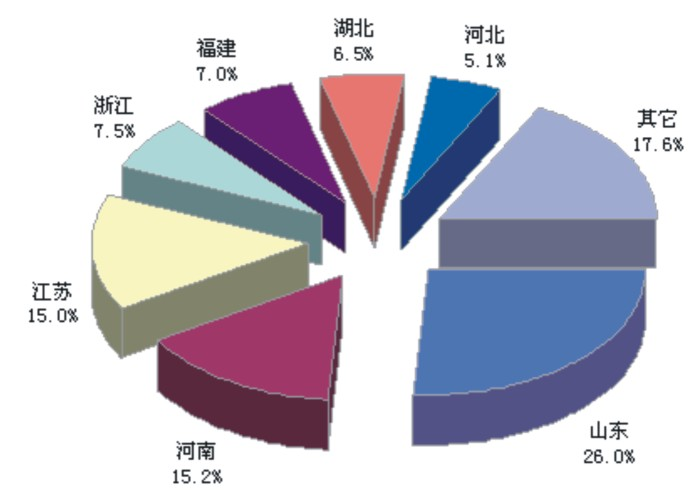 湖北
6.5%
河北
5.1%
福建
7.0%
浙江
7.5%
其它
17.6%
江苏
15.0%
山东
26.0%
河南
15.2%